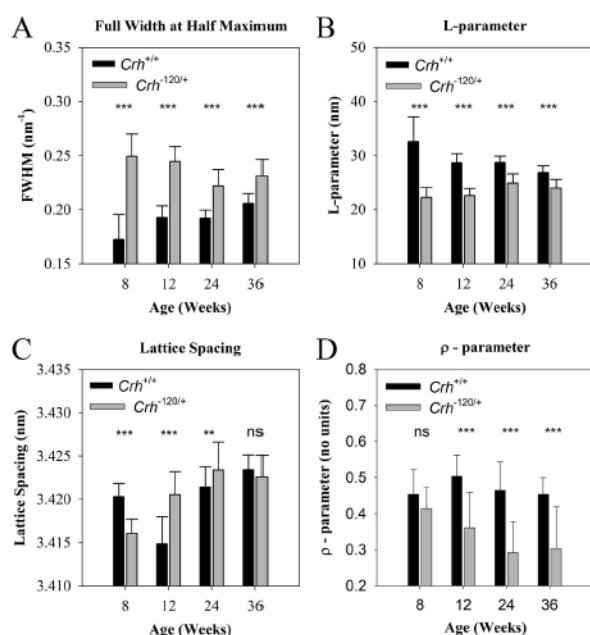 A
Full Width at Half Maximum
Crh+/+
Crh-120/+
*** *** *** ***
FWHM (nm-1)
0.35
0.30
0.25
0.20
0.15
8 12 24 36
Age (Weeks)
B
L-parameter
Crh+/+
Crh-120/+
*** *** *** ***
L-parameter (nm)
50
40
30
20
10
8 12 24 36
Age (Weeks)
C
Lattice Spacing
Crh+/+
Crh-120/+
*** *** ** ns
Lattice Spacing (nm)
3.435
3.430
3.425
3.420
3.415
3.410
8 12 24 36
Age (Weeks)
D
ρ - parameter
Crh+/+
Crh-120/+
ns *** *** ***
ρ - parameter (no units)
0.8
0.7
0.6
0.5
0.4
0.3
0.2
8 12 24 36
Age (Weeks)